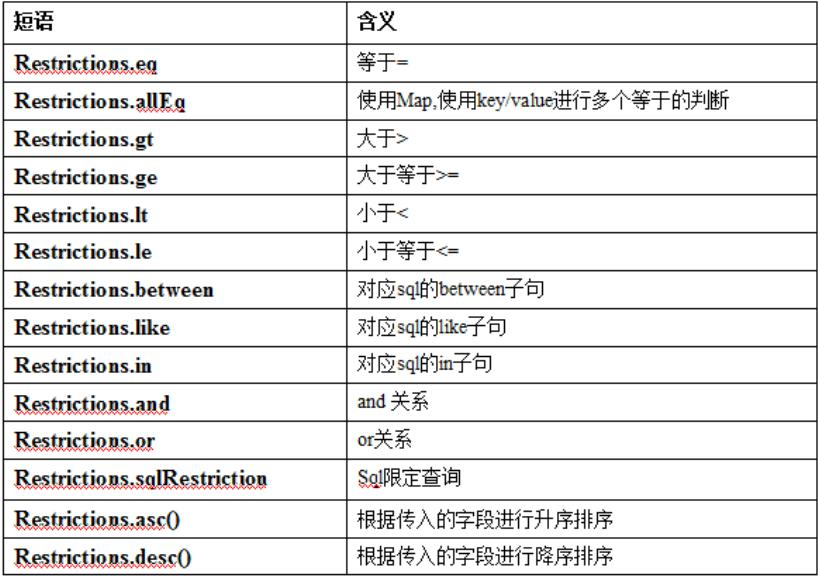 短语 含义
Restrictions.eq 等于=
Restrictions.allEq 使用Map,使用key/value进行多个等于的判断
Restrictions.gt 大于>
Restrictions.ge 大于等于>=
Restrictions.lt 小于<
Restrictions.le 小于等于<=
Restrictions.between 对应sql的between子句
Restrictions.like 对应sql的like子句
Restrictions.in 对应sql的in子句
Restrictions.and and 关系
Restrictions.or or关系
Restrictions.sqlRestriction Sql限定查询
Restrictions.asc() 根据传入的字段进行升序排序
Restrictions.desc() 根据传入的字段进行降序排序